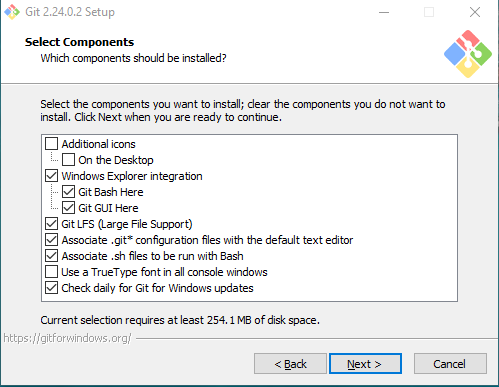 Git 2.24.0.2 Setup
Select Components
Which components should be installed?
Select the components you want to install; clear the components you do not want to
install. Click Next when you are ready to continue.
Additional icons
On the Desktop
Windows Explorer integration
Git Bash Here
Git GUI Here
Git LFS (Large File Support)
Associate .git* configuration files with the default text editor
Associate .sh files to be run with Bash
Use a TrueType font in all console windows
Check daily for Git for Windows updates
Current selection requires at least 254.1 MB of disk space.
https://gitforwindows.org/
< Back
Next >
Cancel